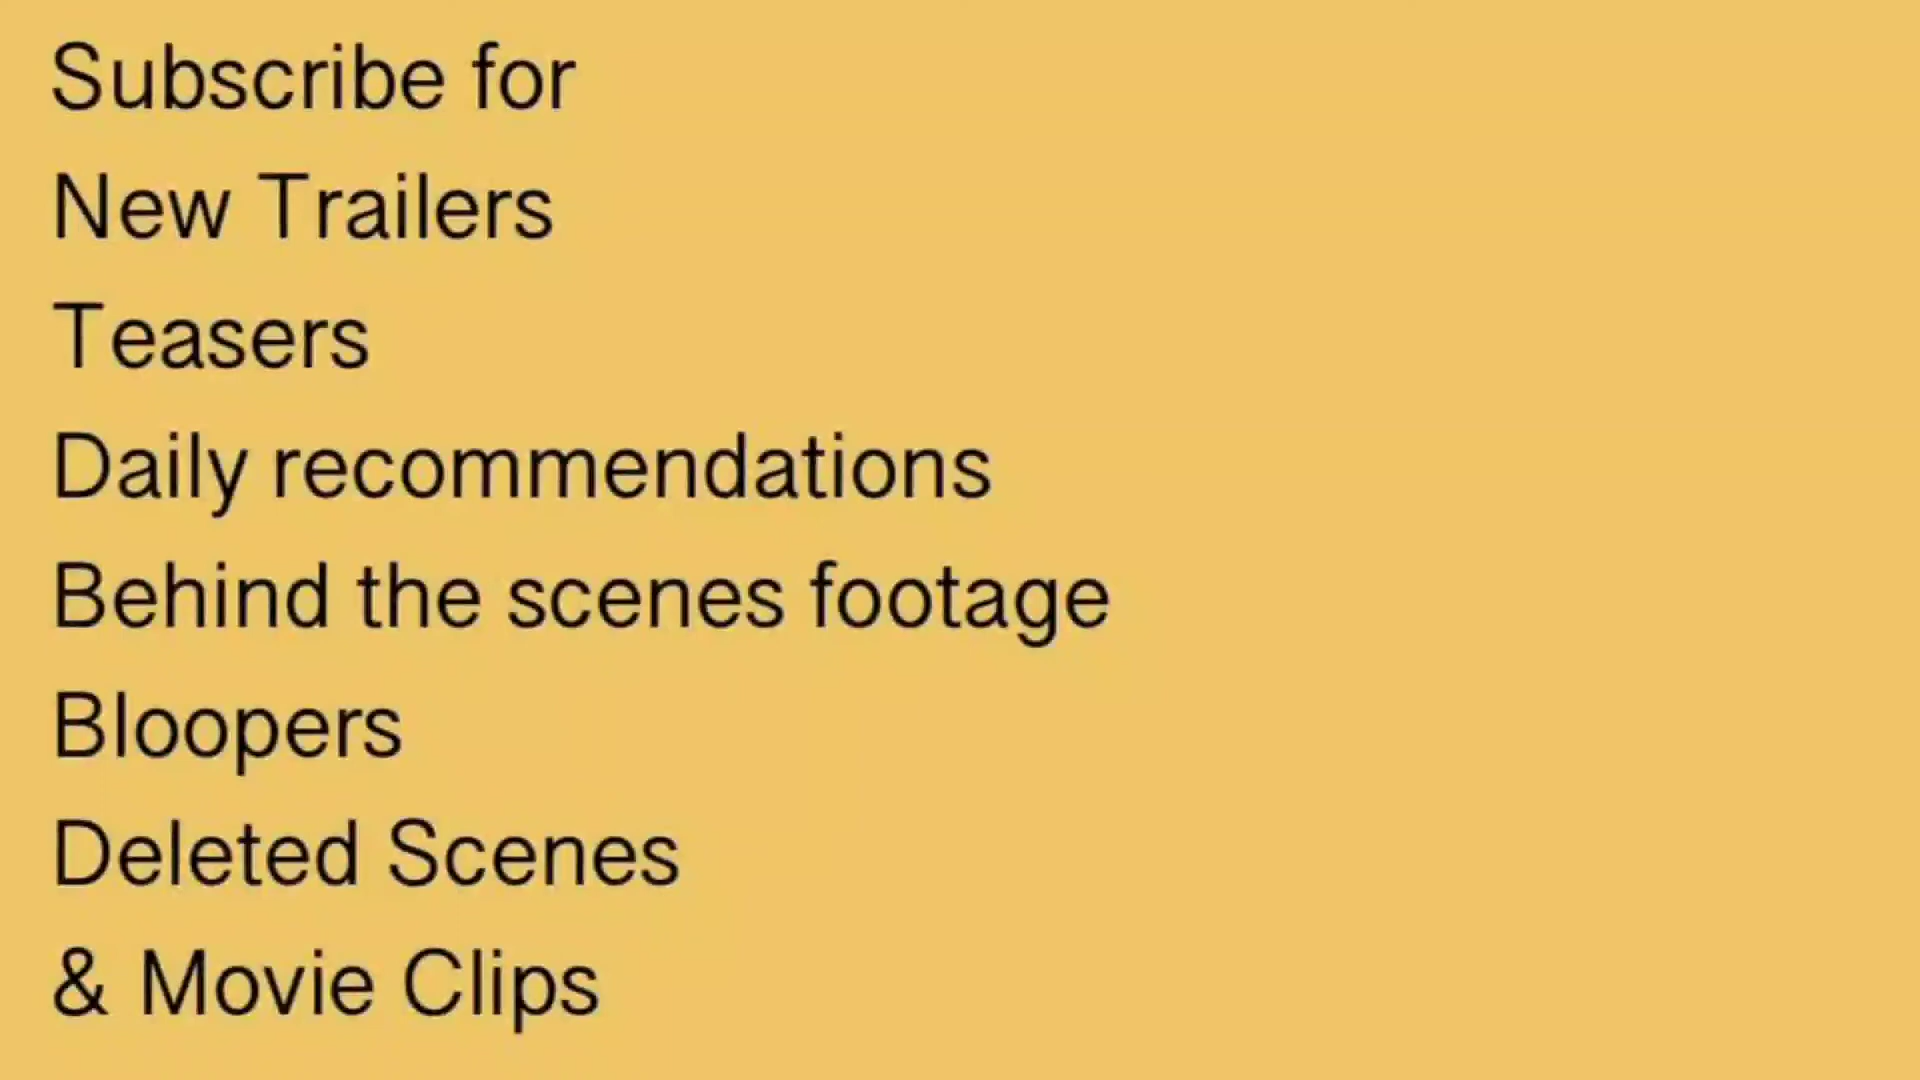 Subscribe for
New Trailers
Teasers
Daily recommendations
Behind the scenes footage
Bloopers
Deleted Scenes
& Movie Clips